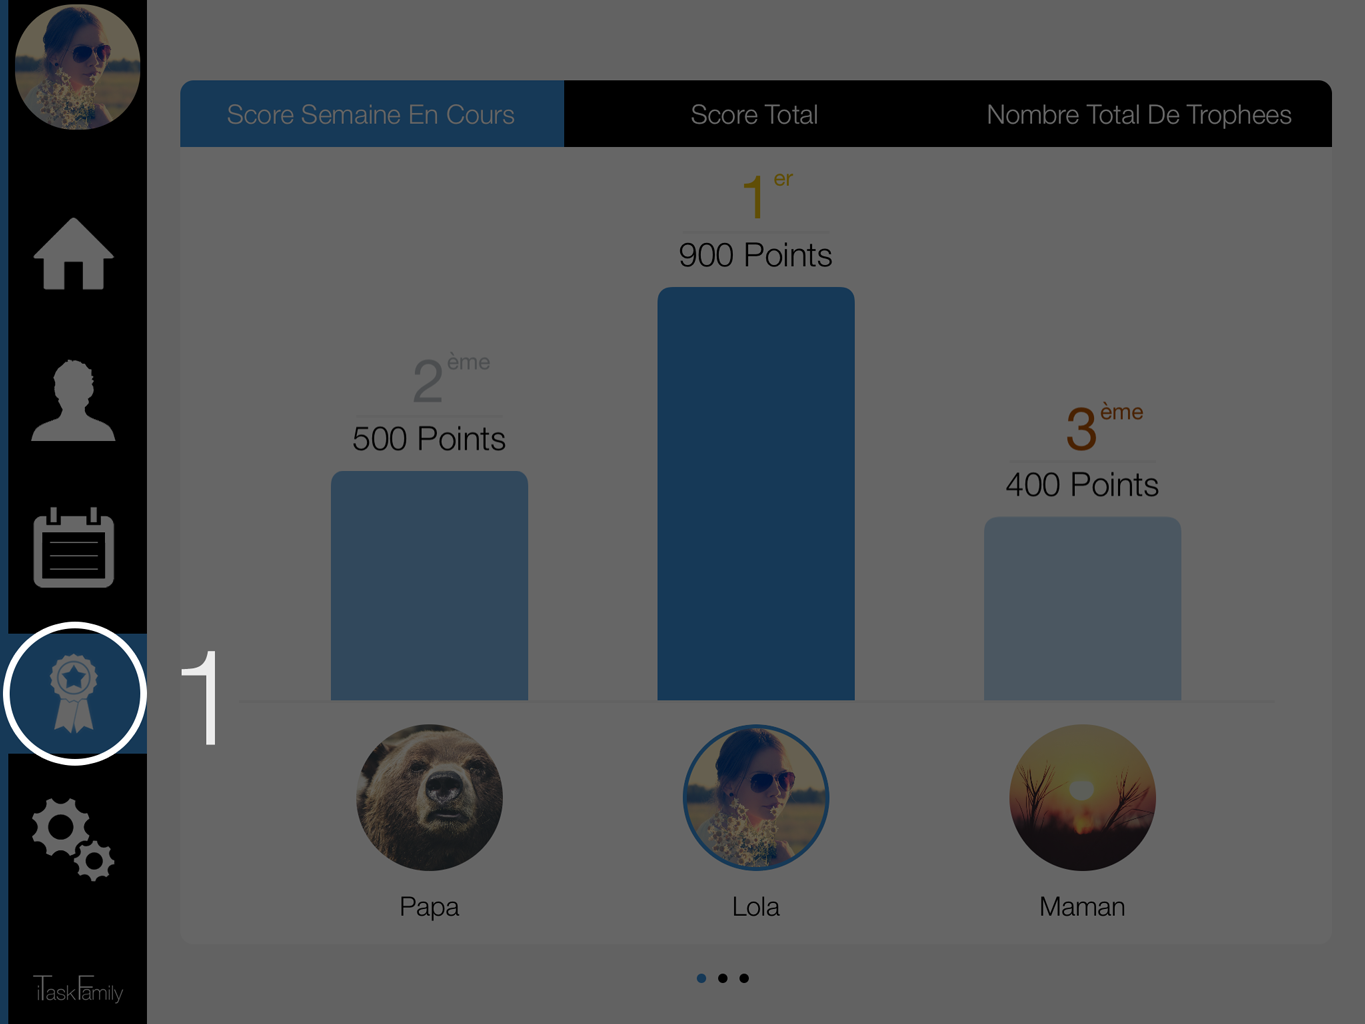 Score Semaine En Cours
Score Total
Nombre Total De Trophees
1er
900 Points
2ème
500 Points
3ème
400 Points
1
Papa
Lola
Maman
iTaskFamily